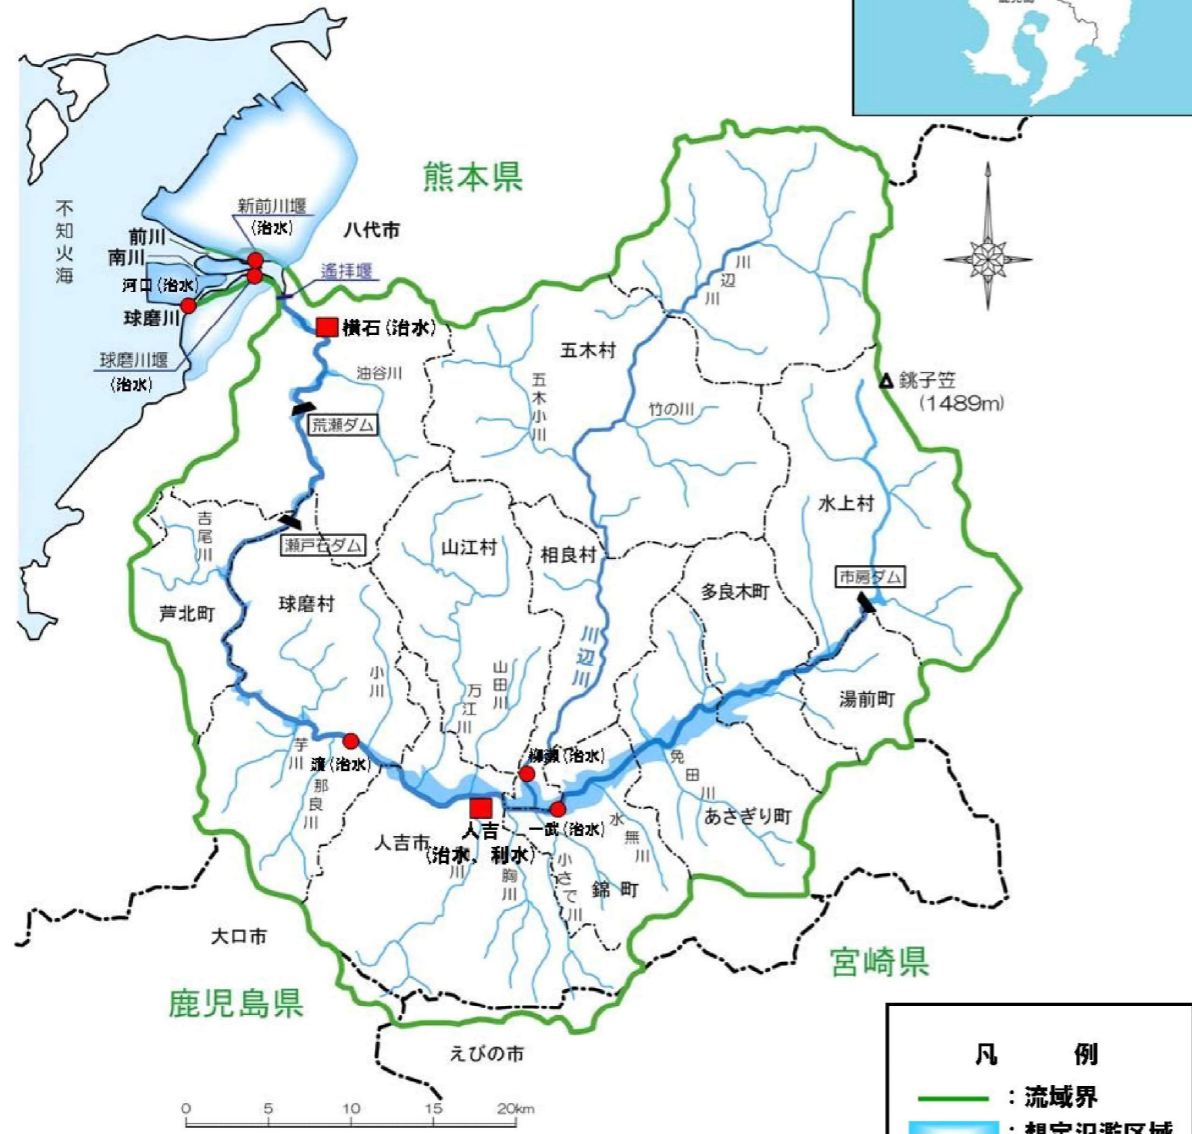 熊本県
不知火海
新前川堰
(治水)
前川
南川
八代市
遙拝堰
河口(治水)
球磨川
横石(治水)
球磨川堰
(治水)
油谷川
荒瀬ダム
五木村
川辺川
五木小川
竹の川
銚子笠
(1489m)
水上村
吉尾川
瀬戸石ダム
山江村
相良村
市房ダム
多良木町
芦北町
球磨村
川辺川
小川
万江川
山田川
湯前町
芋川
渡(治水)
那良川
柳瀬(治水)
免田川
あさぎり町
人吉市
人吉
(治水、利水)
一武(治水)
水無川
川
胸川
小さで川
錦町
大口市
宮崎県
鹿児島県
えびの市
凡例
:流域界
:想定氾濫区域
0 5 10 15 20km